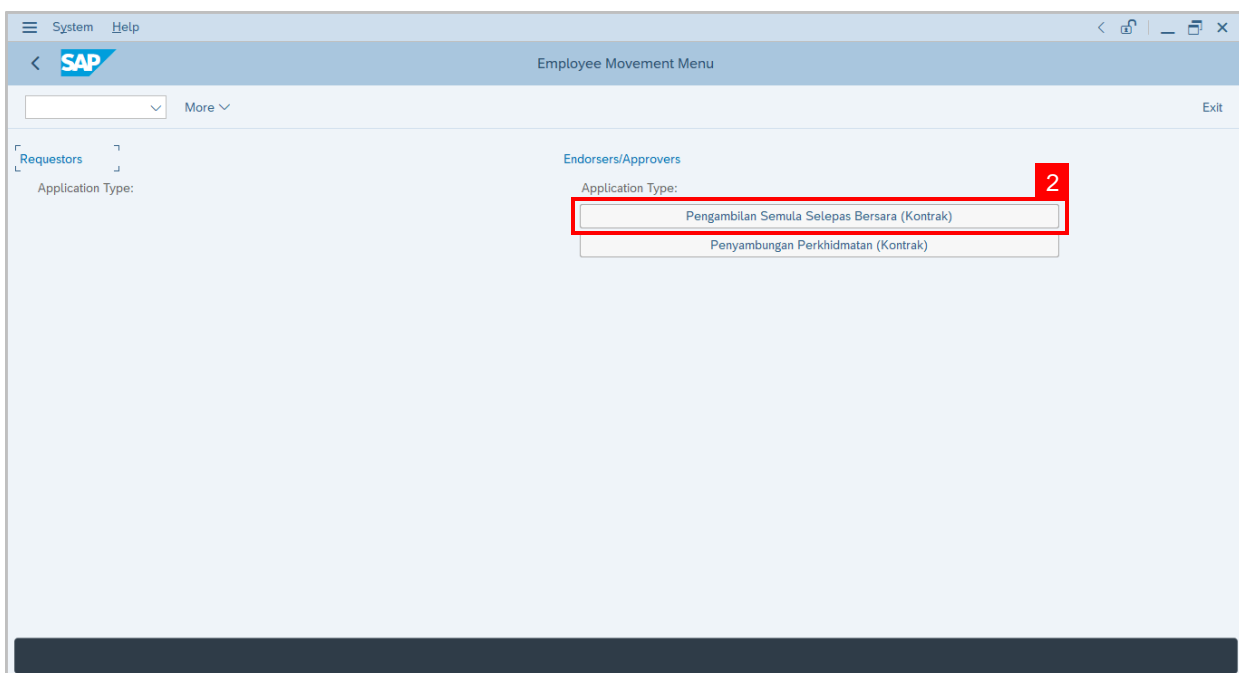 System Help
SAP
Employee Movement Menu
More
Exit
Requestors
Endorsers/Approvers
Application Type:
Application Type:
2
Pengambilan Semula Selepas Bersara (Kontrak)
Penyambungan Perkhidmatan (Kontrak)